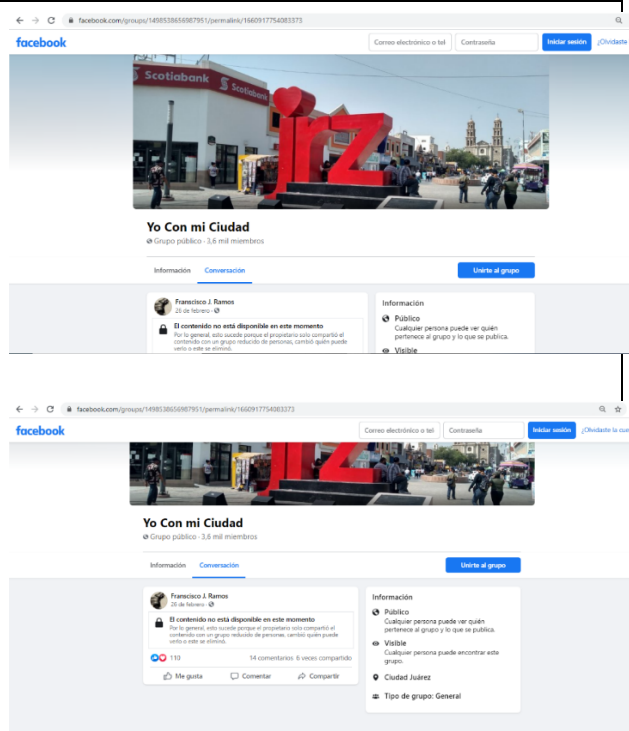 facebook.com/groups/1498538656987951/permalink/1660917754083373
facebook
Correo electrónico o tel
Contraseña
Iniciar sesión
¿Olvidaste
Scotiabank
Scotiabank
jrz
Yo Con mi Ciudad
Grupo público · 3,6 mil miembros
Información
Conversación
Unirte al grupo
Franscisco J. Ramos
26 de febrero ·
El contenido no está disponible en este momento
Por lo general, esto sucede porque el propietario solo compartió el
contenido con un grupo reducido de personas, cambió quién puede
verlo o este se eliminó.
Información
Público
Cualquier persona puede ver quién
pertenece al grupo y lo que se publica.
Visible
facebook.com/groups/1498538656987951/permalink/1660917754083373
facebook
Correo electrónico o tel
Contraseña
Iniciar sesión
¿Olvidaste la cue
Yo Con mi Ciudad
Grupo público · 3,6 mil miembros
Información
Conversación
Unirte al grupo
Franscisco J. Ramos
26 de febrero ·
El contenido no está disponible en este momento
Por lo general, esto sucede porque el propietario solo compartió el
contenido con un grupo reducido de personas, cambió quién puede
verlo o este se eliminó.
110
14 comentarios 6 veces compartido
Me gusta
Comentar
Compartir
Información
Público
Cualquier persona puede ver quién
pertenece al grupo y lo que se publica.
Visible
Cualquier persona puede encontrar este
grupo.
Ciudad Juárez
Tipo de grupo: General